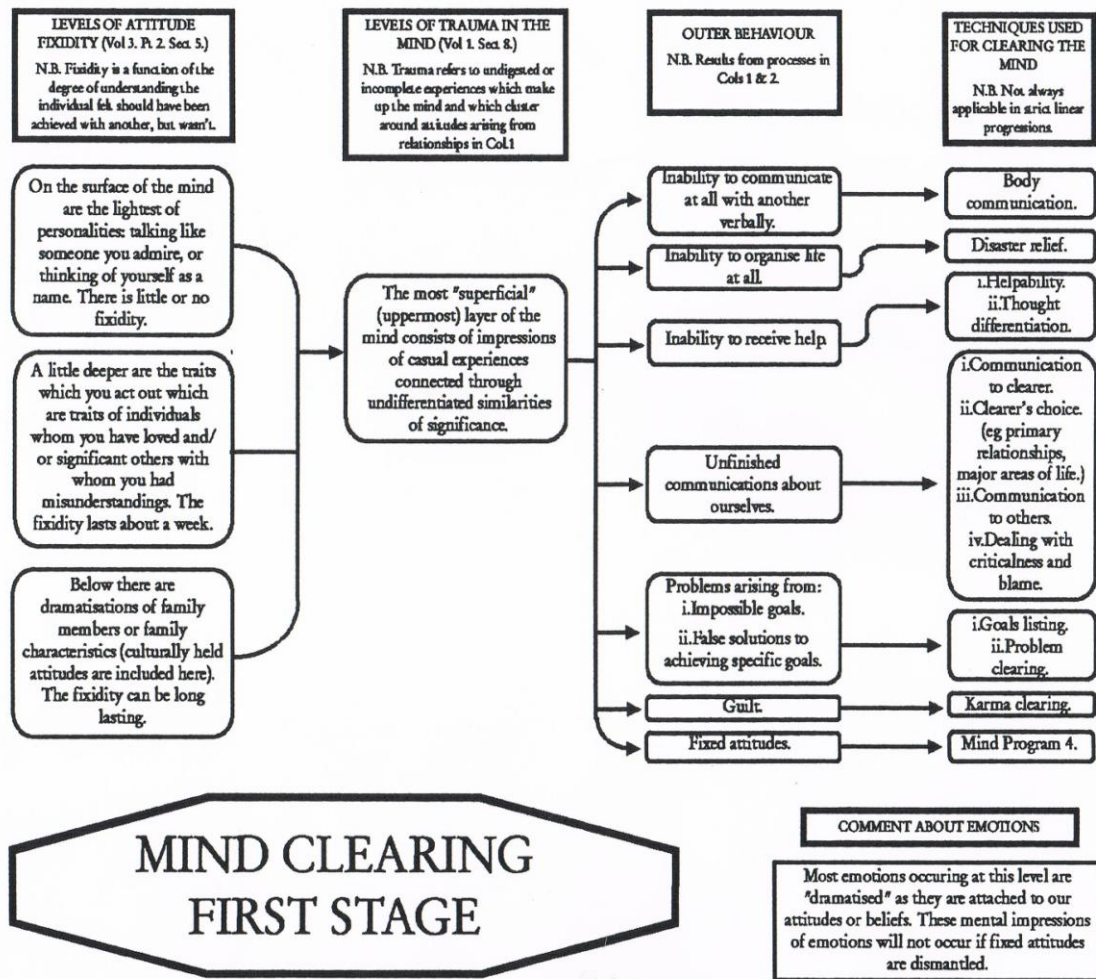 LEVELS OF ATTITUDE
FIXIDITY (Vol 3. Pt. 2. Sect. 5.)
N.B. Fixidity is a function of the
degree of understanding the
individual felt should have been
achieved with another, but wasn't.
LEVELS OF TRAUMA IN THE
MIND (Vol 1. Sect. 8.)
N.B. Trauma refers to undigested or
incomplete experiences which make
up the mind and which cluster
around attitudes arising from
relationships in Col.1
OUTER BEHAVIOUR
N.B. Results from processes in
Cols 1 & 2.
TECHNIQUES USED
FOR CLEARING THE
MIND
N.B. Not always
applicable in strict linear
progressions.
On the surface of the mind
are the lightest of
personalities: talking like
someone you admire, or
thinking of yourself as a
name. There is little or no
fixidity.
A little deeper are the traits
which you act out which
are traits of individuals
whom you have loved and/
or significant others with
whom you had
misunderstandings. The
fixidity lasts about a week.
Below there are
dramatisations of family
members or family
characteristics (culturally held
attitudes are included here).
The fixidity can be long
lasting.
The most "superficial"
(uppermost) layer of the
mind consists of impressions
of casual experiences
connected through
undifferentiated similarities
of significance.
Inability to communicate
at all with another
verbally.
Inability to organise life
at all.
Inability to receive help.
Unfinished
communications about
ourselves.
Problems arising from:
i.Impossible goals.
ii.False solutions to
achieving specific goals.
Guilt.
Fixed attitudes.
Body
communication.
Disaster relief.
i.Helpability.
ii.Thought
differentiation.
i.Communication
to clearer.
ii.Clearer's choice.
(eg primary
relationships,
major areas of life.)
iii.Communication
to others.
iv.Dealing with
criticalness and
blame.
i.Goals listing.
ii.Problem
clearing.
Karma clearing.
Mind Program 4.
MIND CLEARING
FIRST STAGE
COMMENT ABOUT EMOTIONS
Most emotions occuring at this level are
"dramatised" as they are attached to our
attitudes or beliefs. These mental impressions
of emotions will not occur if fixed attitudes
are dismantled.